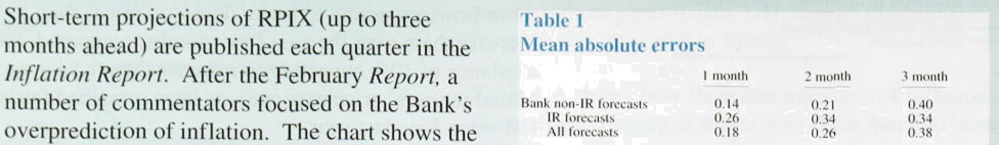 Short-term projections of RPIX (up to three
months ahead) are published each quarter in the
Inflation Report. After the February Report, a
number of commentators focused on the Bank's
overprediction of inflation. The chart shows the
Table 1
Mean absolute errors
1 month 2 month 3 month
Bank non-IR forecasts 0.14 0.21 0.40
IR forecasts 0.26 0.34 0.34
All forecasts 0.18 0.26 0.38